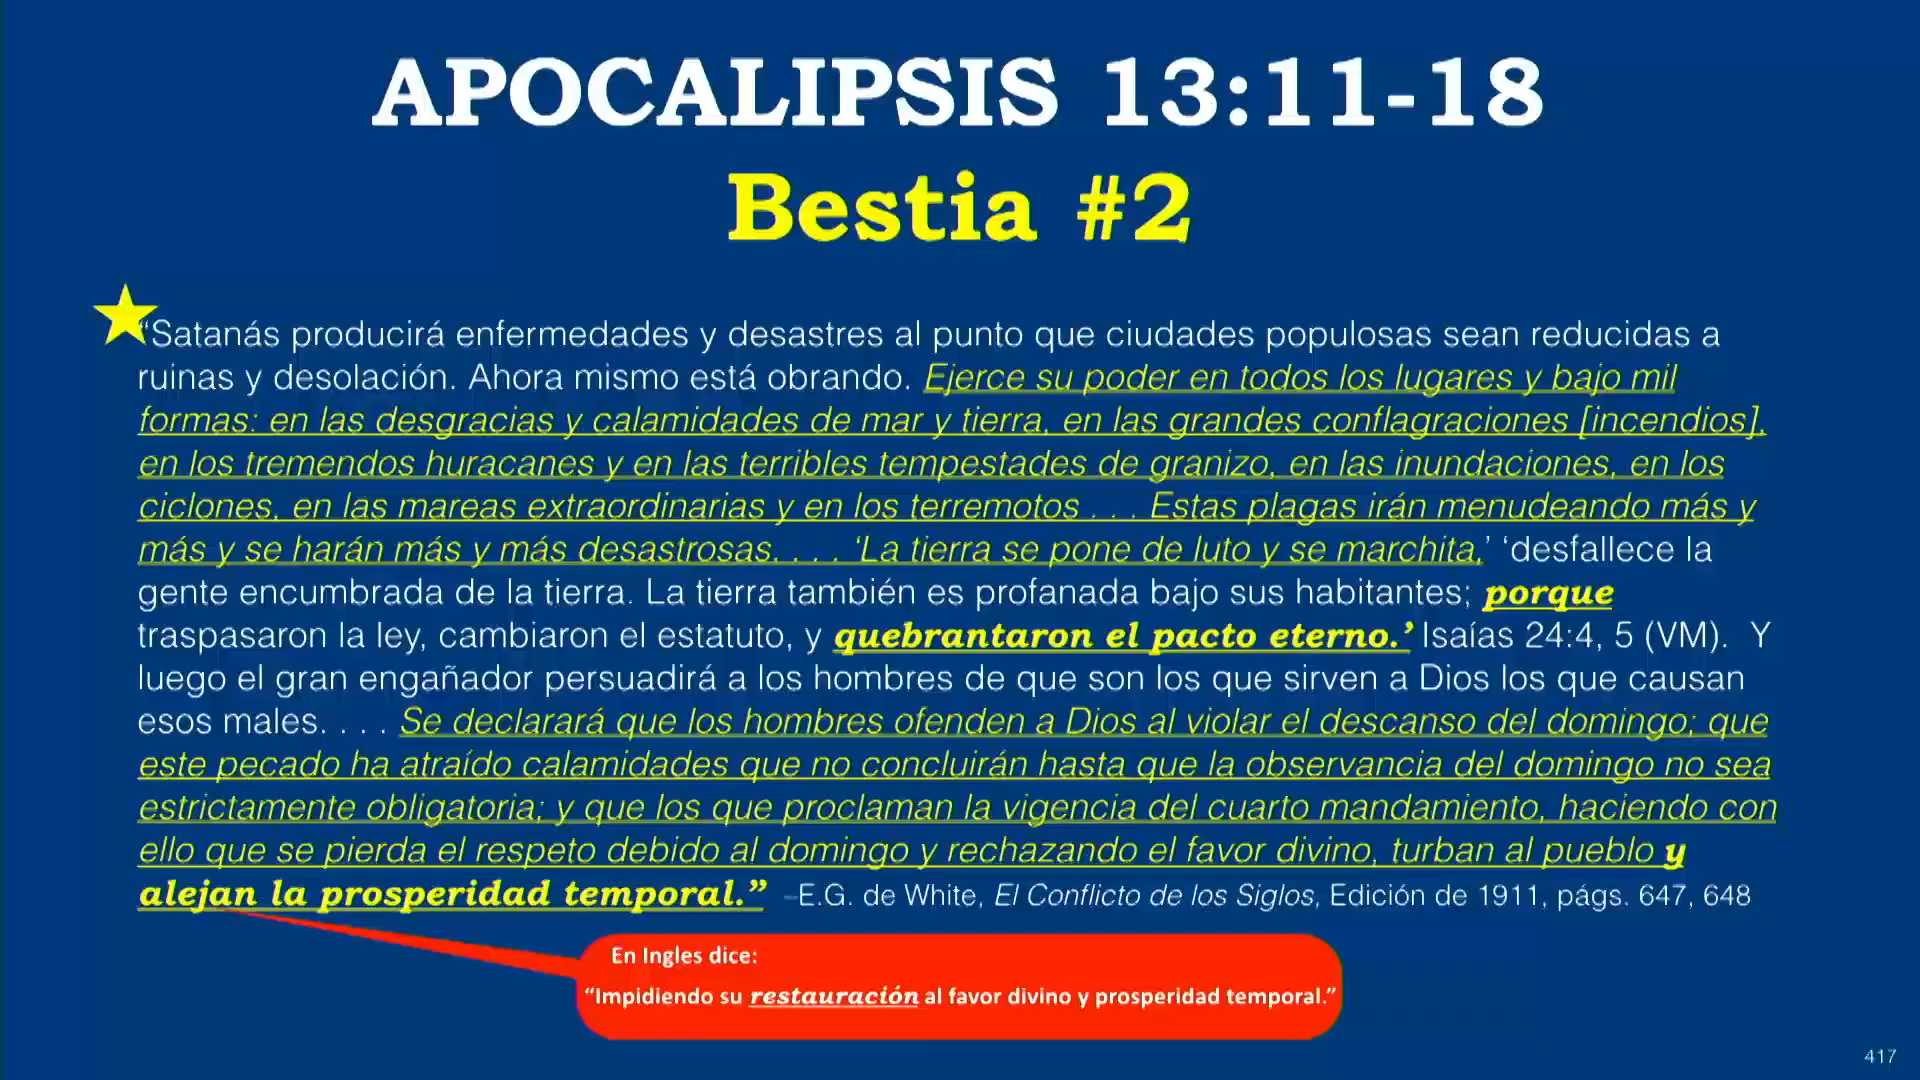 APOCALIPSIS 13:11-18
Bestia #2
“Satanás producirá enfermedades y desastres al punto que ciudades populosas sean reducidas a
ruinas y desolación. Ahora mismo está obrando. Ejerce su poder en todos los lugares y bajo mil
formas: en las desgracias y calamidades de mar y tierra, en las grandes conflagraciones [incendios],
en los tremendos huracanes y en las terribles tempestades de granizo, en las inundaciones, en los
ciclones, en las mareas extraordinarias y en los terremotos . . . Estas plagas irán menudeando más y
más y se harán más y más desastrosas. . . . ‘La tierra se pone de luto y se marchita,’ ‘desfallece la
gente encumbrada de la tierra. La tierra también es profanada bajo sus habitantes; porque
traspasaron la ley, cambiaron el estatuto, y quebrantaron el pacto eterno.’ Isaías 24:4, 5 (VM). Y
luego el gran engañador persuadirá a los hombres de que son los que sirven a Dios los que causan
esos males. . . . Se declarará que los hombres ofenden a Dios al violar el descanso del domingo; que
este pecado ha atraído calamidades que no concluirán hasta que la observancia del domingo no sea
estrictamente obligatoria; y que los que proclaman la vigencia del cuarto mandamiento, haciendo con
ello que se pierda el respeto debido al domingo y rechazando el favor divino, turban al pueblo y
alejan la prosperidad temporal.” –E.G. de White, El Conflicto de los Siglos, Edición de 1911, págs. 647, 648
En Ingles dice:
“Impidiendo su restauración al favor divino y prosperidad temporal.”
417